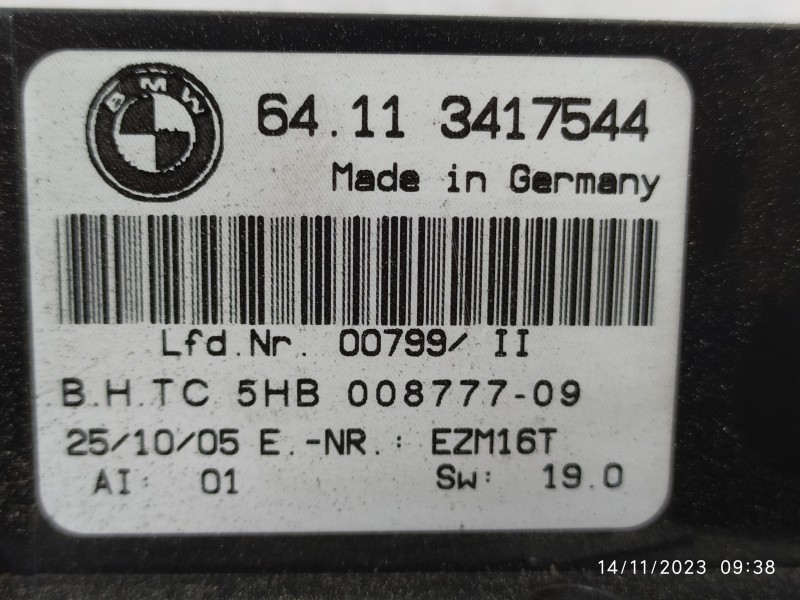 BMW
64.11 3417544
Made in Germany
Lfd.Nr. 00799/ II
B.H.TC 5HB 008777-09
25/10/05 E.-NR.: EZM16T
AI: 01 Sw: 19.0
14/11/2023 09:38